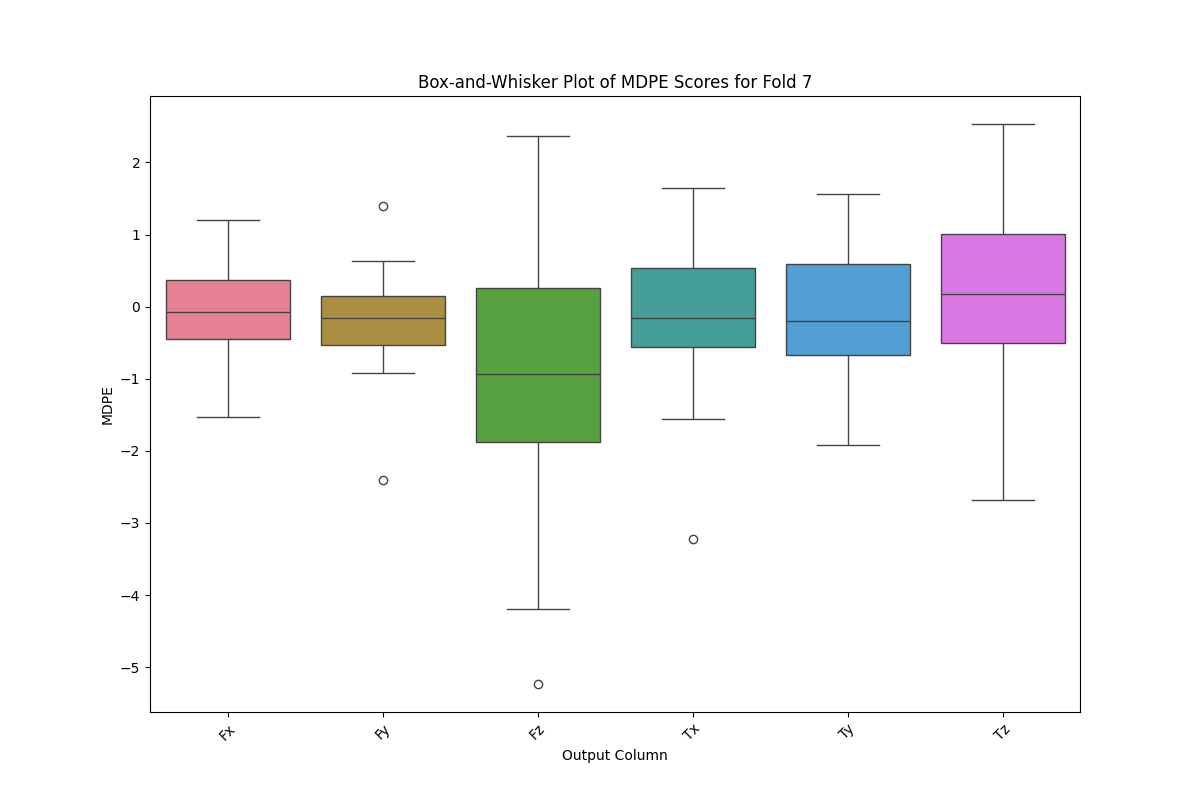 Box-and-Whisker Plot of MDPE Scores for Fold 7
MDPE
2
1
0
−1
−2
−3
−4
−5
Fx
Fy
Fz
Tx
Ty
Tz
Output Column